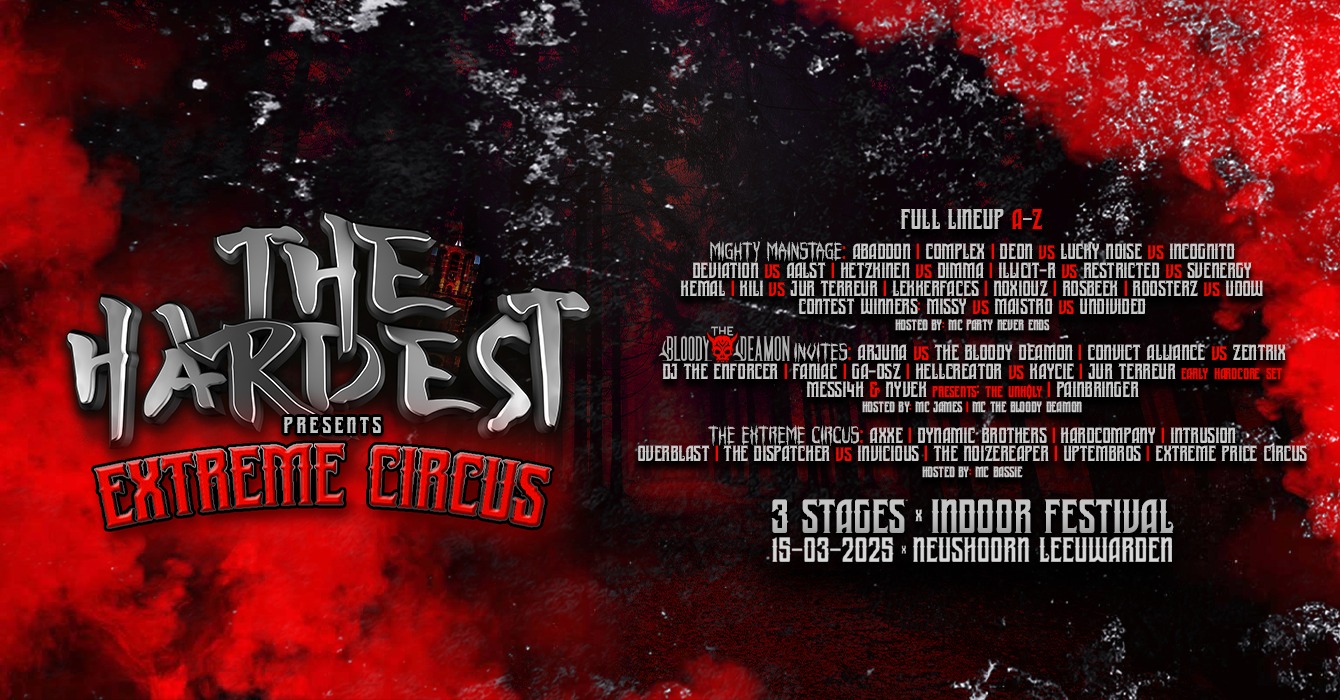 THE
HARDEST
PRESENTS
EXTREME CIRCUS
FULL LINEUP A-Z
MIGHTY MAINSTAGE: ABADDON | COMPLEX | DEON VS LUCKY NOISE VS INCOGNITO
DEVIATION VS AALST | HETZKINEN VS DIMMA | ILLICIT-R VS RESTRICTED VS SVENERGY
KEMAL | KILI VS JUR TERREUR | LEKKERFACES | NOXIOUZ | ROSBEEK | ROOSTERZ VS UDOW
CONTEST WINNERS: MISSY VS MAISTRO VS UNDIVIDED
HOSTED BY: MC PARTY NEVER ENDS
THE BLOODY DEAMON INVITES: ARJUNA VS THE BLOODY DEAMON | CONVICT ALLIANCE VS ZENTRIX
DJ THE ENFORCER | FANIAC | GA-OSZ | HELLCREATOR VS KAYCIE | JUR TERREUR EARLY HARDCORE SET
MESSI4H & NYVEK PRESENTS: THE UNHOLY | PAINBRINGER
HOSTED BY: MC JAMES | MC THE BLOODY DEAMON
THE EXTREME CIRCUS: AXXE | DYNAMIC BROTHERS | HARDCOMPANY | INTRUSION
OVERBLAST | THE DISPATCHER VS INVICIOUS | THE NOIZEREAPER | UPTEMBROS | EXTREME PRICE CIRCUS
HOSTED BY: MC BASSIE
3 STAGES x INDOOR FESTIVAL
15-03-2025 x NEUSHOORN LEEUWARDEN